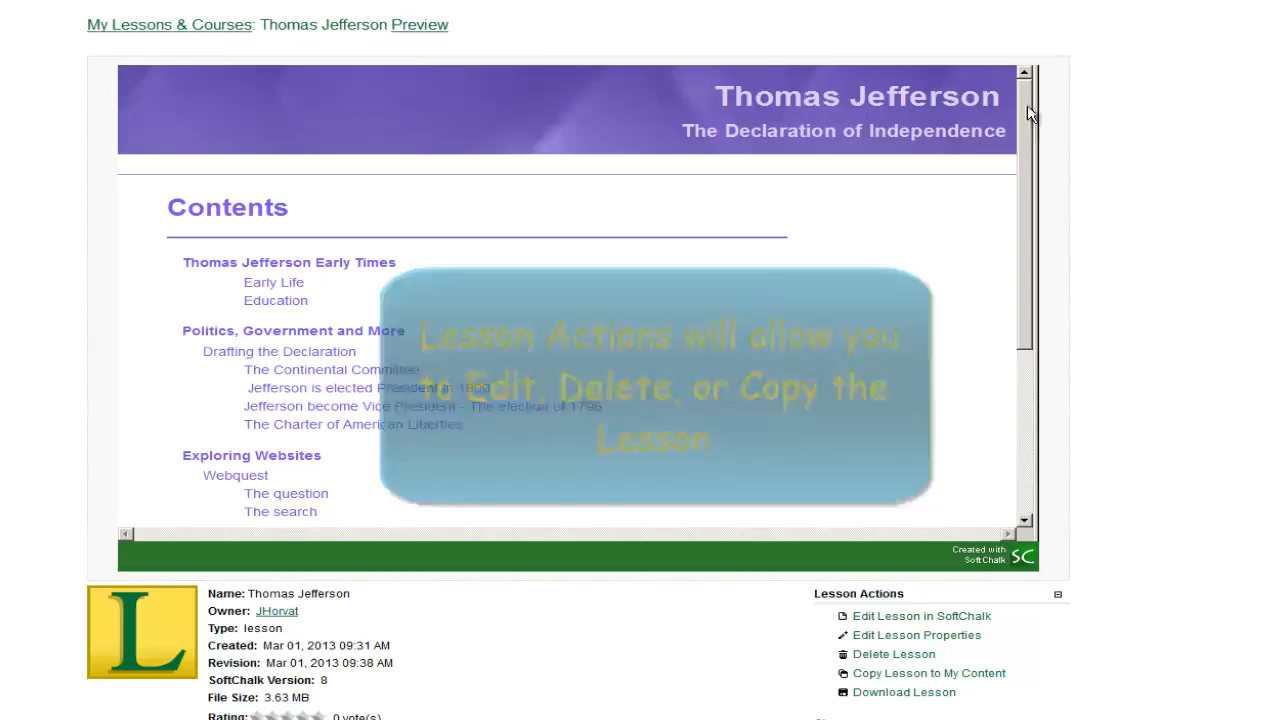 My Lessons & Courses: Thomas Jefferson Preview
Thomas Jefferson
The Declaration of Independence
Contents
Thomas Jefferson Early Times
Early Life
Education
Politics, Government and More
Drafting the Declaration
The Continental Committee
Jefferson is elected President in 1800
Jefferson become Vice President - The election of 1796
The Charter of American Liberties
Exploring Websites
Webquest
The question
The search
Lesson Actions will allow you
to Edit, Delete, or Copy the
Lesson
Created with
SoftChalk SC
L
Name: Thomas Jefferson
Owner: JHorvat
Type: lesson
Created: Mar 01, 2013 09:31 AM
Revision: Mar 01, 2013 09:38 AM
SoftChalk Version: 8
File Size: 3.63 MB
Rating: 0 vote(s)
Lesson Actions
Edit Lesson in SoftChalk
Edit Lesson Properties
Delete Lesson
Copy Lesson to My Content
Download Lesson